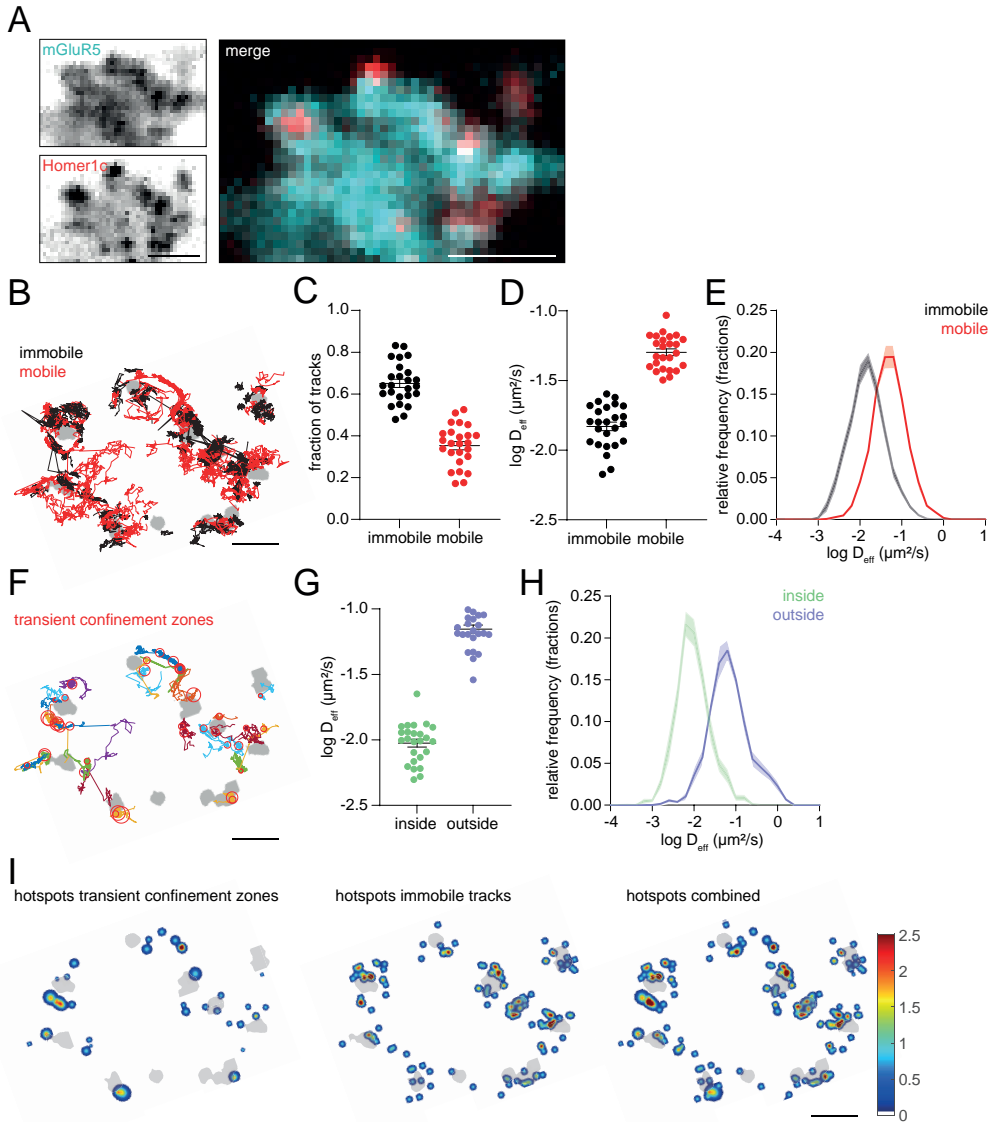 A
mGluR5
merge
Homer1c
B
immobile
mobile
C
fraction of tracks
1.0
0.8
0.6
0.4
0.2
0.0
immobile mobile
D
log Deff (µm²/s)
-1.0
-1.5
-2.0
-2.5
immobile mobile
E
relative frequency (fractions)
0.25
0.20
0.15
0.10
0.05
0.00
immobile
mobile
-4 -3 -2 -1 0 1
log Deff (µm²/s)
F
transient confinement zones
G
log Deff (µm²/s)
-1.0
-1.5
-2.0
-2.5
inside outside
H
relative frequency (fractions)
0.25
0.20
0.15
0.10
0.05
0.00
inside
outside
-4 -3 -2 -1 0 1
log Deff (µm²/s)
I
hotspots transient confinement zones
hotspots immobile tracks
hotspots combined
2.5
2
1.5
1
0.5
0